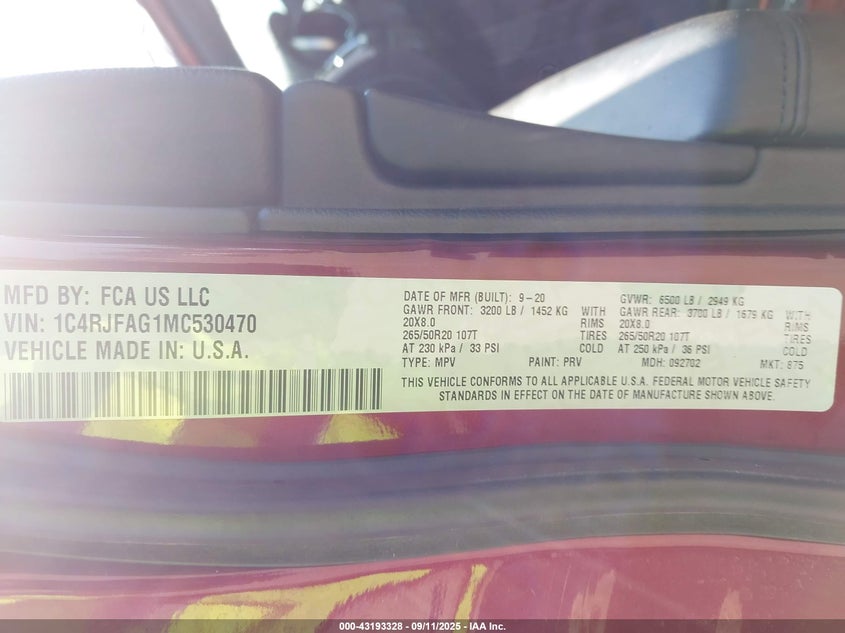 MFD BY: FCA US LLC
VIN: 1C4RJFAG1MC530470
VEHICLE MADE IN: U.S.A.
DATE OF MFR (BUILT): 9-20 GVWR: 6500 LB / 2949 KG
GAWR FRONT: 3200 LB / 1452 KG WITH GAWR REAR: 3700 LB / 1679 KG WITH
20X8.0 RIMS 20X8.0 RIMS
265/50R20 107T TIRES 265/50R20 107T TIRES
AT 230 kPa / 33 PSI COLD AT 250 kPa / 36 PSI COLD
TYPE: MPV PAINT: PRV MDH: 092702 MKT: 875
THIS VEHICLE CONFORMS TO ALL APPLICABLE U.S.A. FEDERAL MOTOR VEHICLE SAFETY
STANDARDS IN EFFECT ON THE DATE OF MANUFACTURE SHOWN ABOVE.
000-43193328 - 09/11/2025 - IAA Inc.